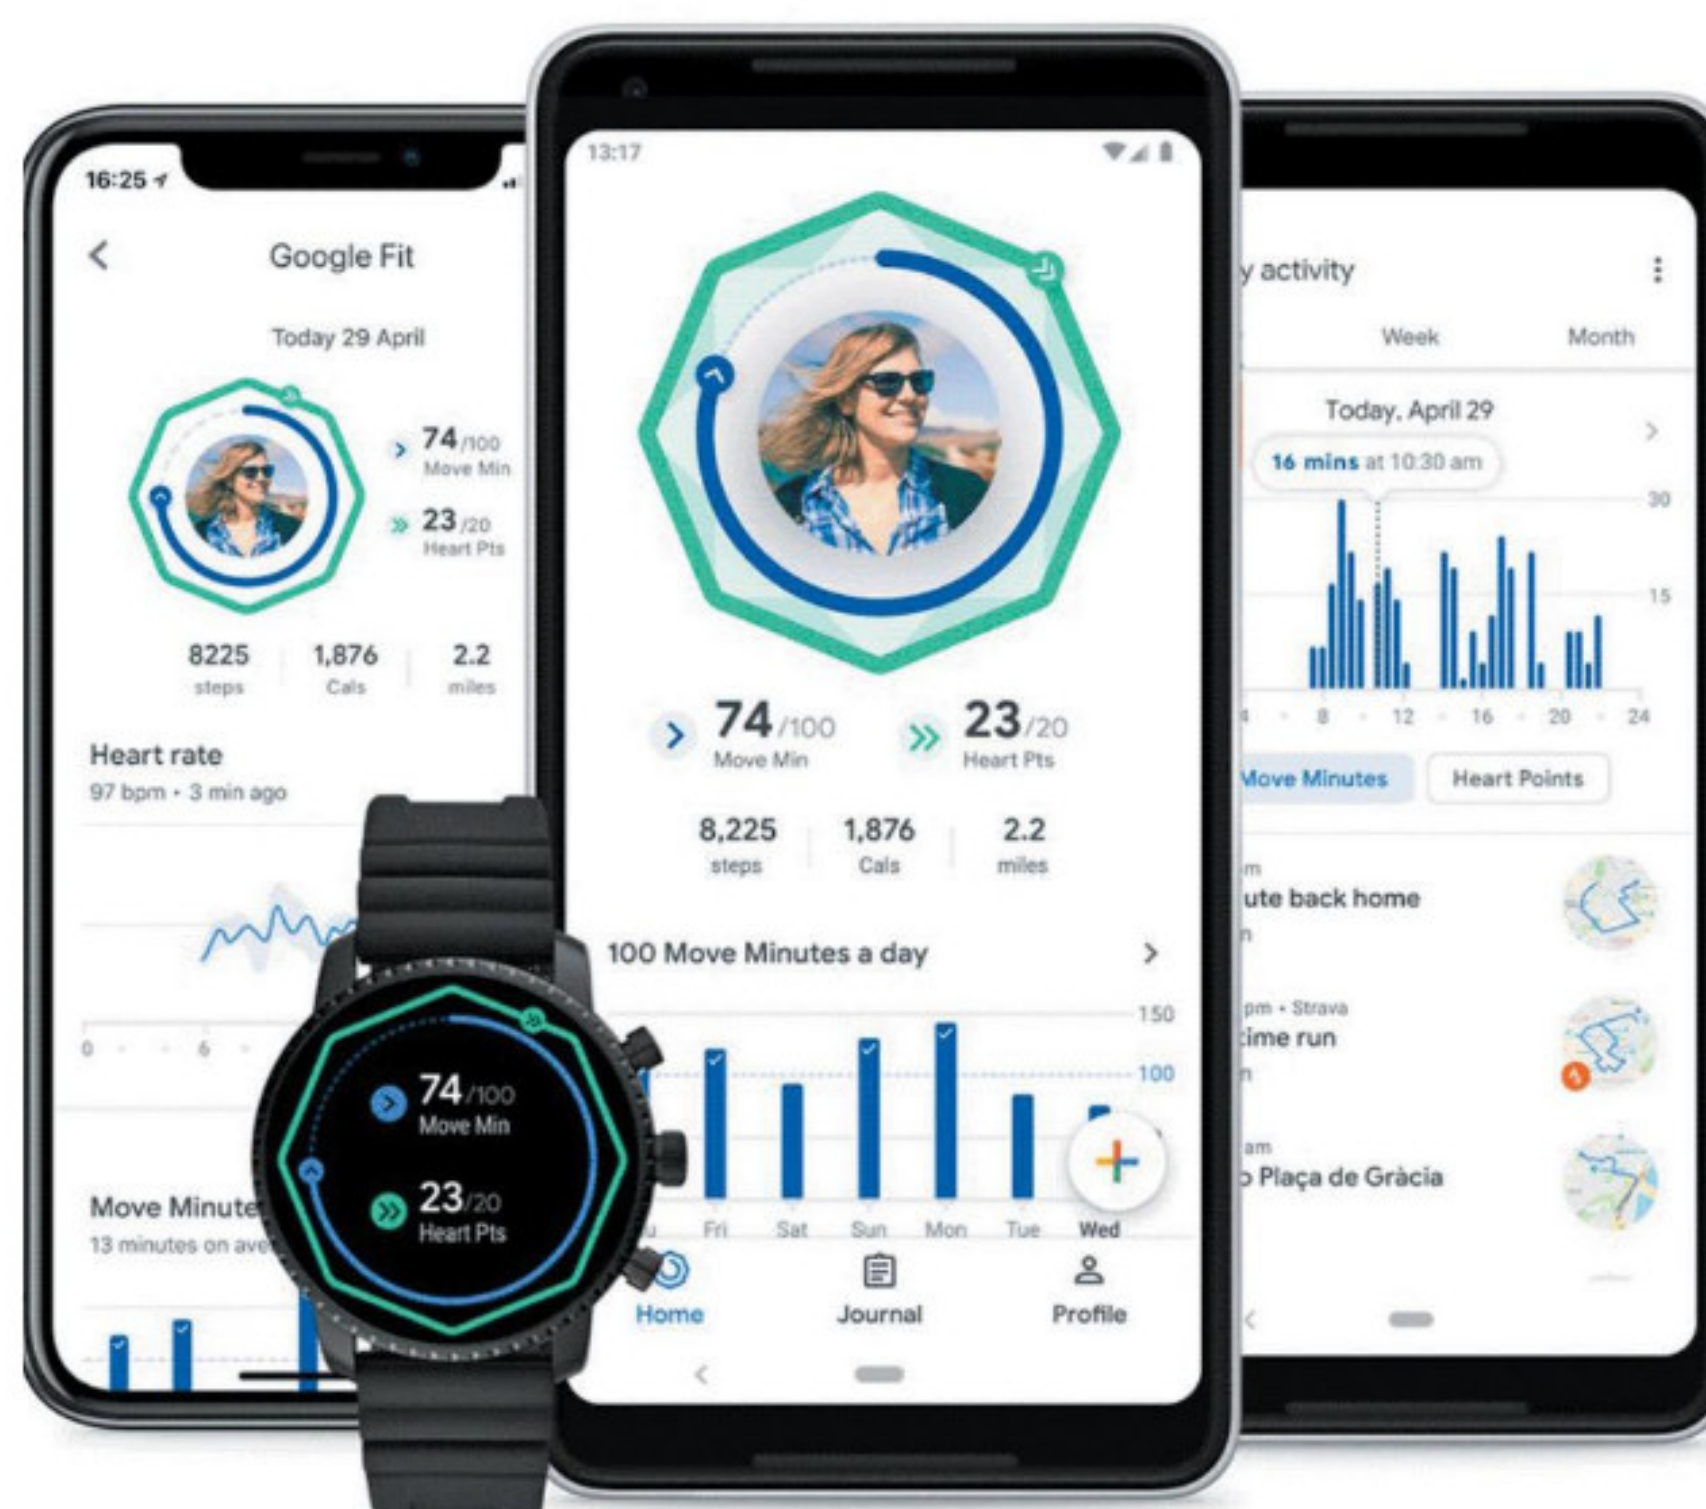 16:25
Google Fit
Today 29 April
74/100
Move Min
23/20
Heart Pts
8225 1,876 2.2
steps Cals miles
Heart rate
97 bpm • 3 min ago
0 6
Move Minute
13 minutes on ave
74/100
Move Min
23/20
Heart Pts
13:17
74/100 23/20
Move Min Heart Pts
8,225 1,876 2.2
steps Cals miles
100 Move Minutes a day
150
100
u Fri Sat Sun Mon Tue Wed
Home Journal Profile
y activity
Week Month
Today, April 29
16 mins at 10:30 am
30
15
4 8 12 16 20 24
Move Minutes Heart Points
m
ute back home
n
pm • Strava
time run
n
am
o Plaça de Gràcia